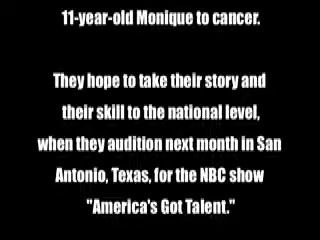 11-year-old Monique to cancer.
They hope to take their story and
their skill to the national level,
when they audition next month in San
Antonio, Texas, for the NBC show
"America's Got Talent."